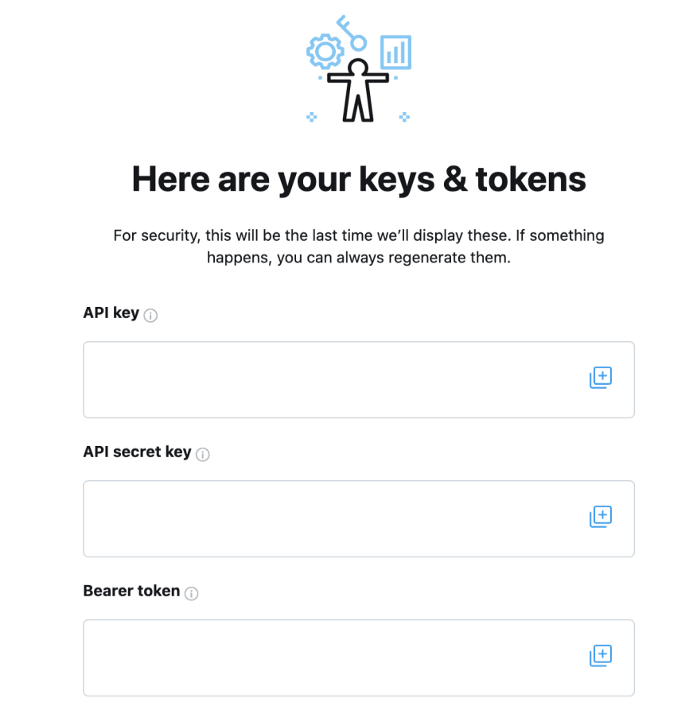 Here are your keys & tokens
For security, this will be the last time we’ll display these. If something
happens, you can always regenerate them.
API key
API secret key
Bearer token